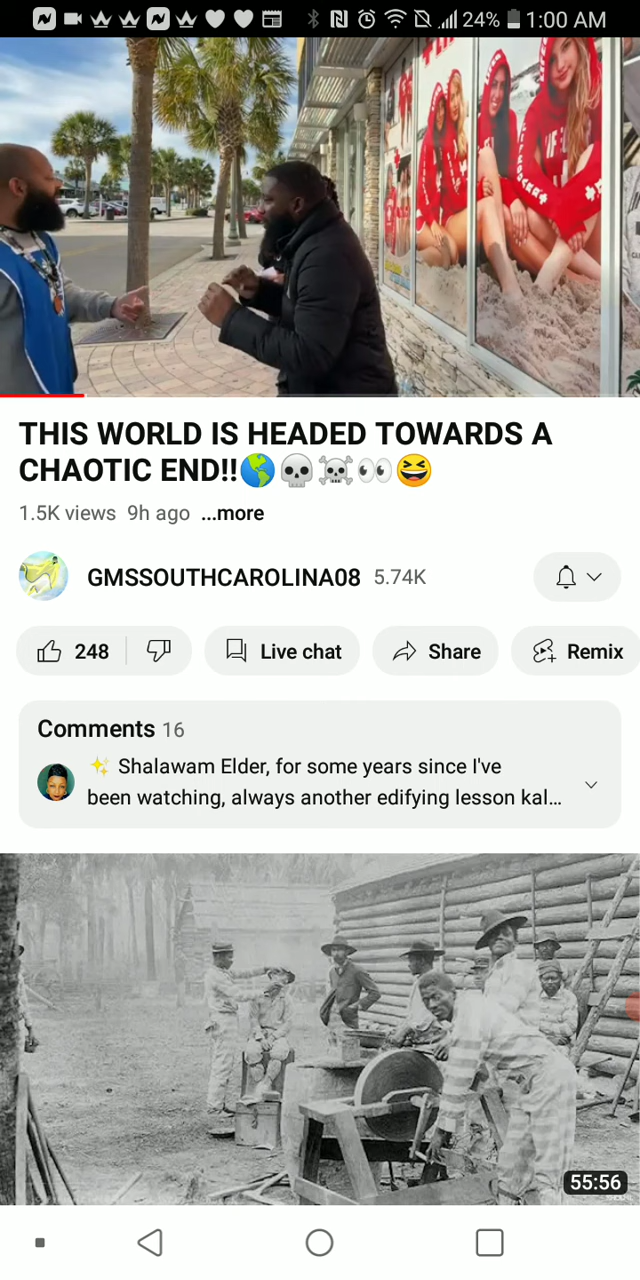 24% 1:00 AM
THIS WORLD IS HEADED TOWARDS A
CHAOTIC END!!🌎💀☠️👀😆
1.5K views 9h ago ...more
GMSSOUTHCAROLINA08 5.74K
248 Live chat Share Remix
Comments 16
✨ Shalawam Elder, for some years since I've
been watching, always another edifying lesson kal...
55:56